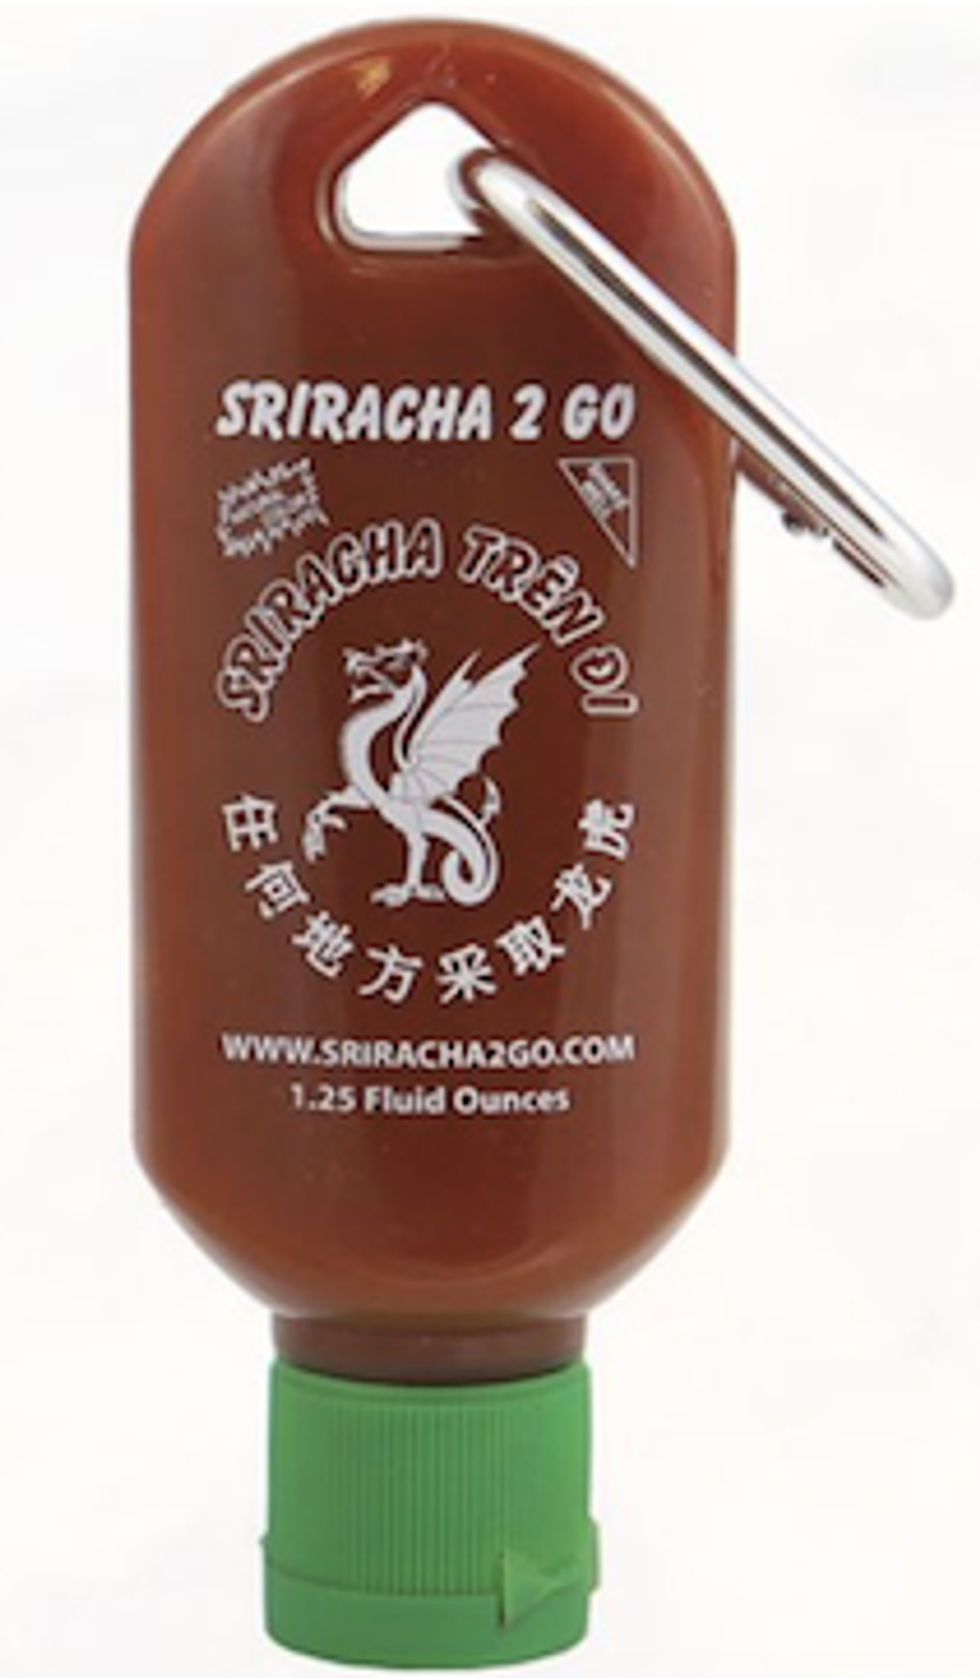 SRIRACHA 2 GO
SRIRACHA TRÊN ĐI
任何地方采取龙虎
WWW.SRIRACHA2GO.COM
1.25 Fluid Ounces